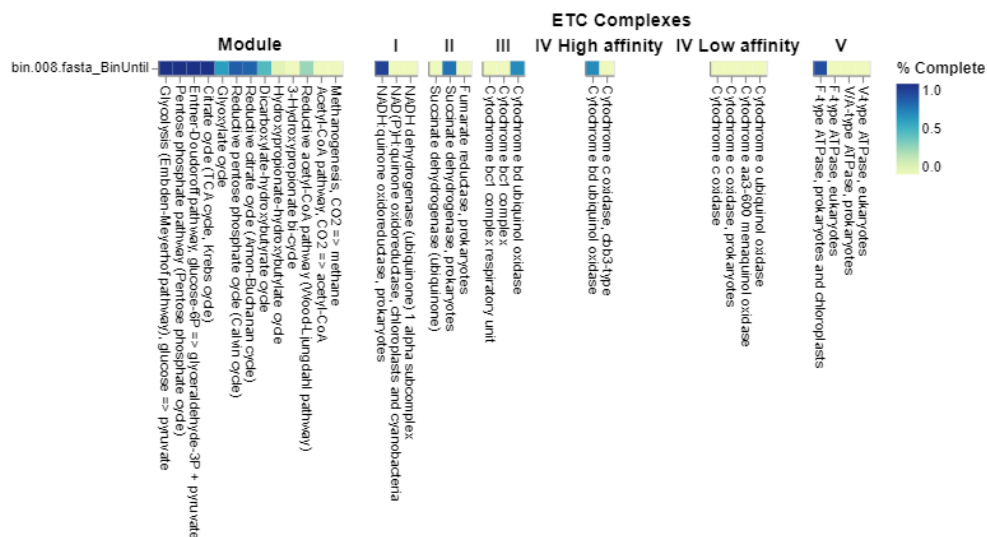 ETC Complexes
Module
I
II
III
IV High affinity
IV Low affinity
V
bin.008.fasta_BinUntil
% Complete
1.0
0.5
0.0
Glycolysis (Embden-Meyerhof pathway), glucose => pyruvate
Pentose phosphate pathway (Pentose phosphate cycle)
Entner-Doudoroff pathway, glucose-6P => glyceraldehyde-3P + pyruvate
Citrate cycle (TCA cycle, Krebs cycle)
Glyoxylate cycle
Reductive pentose phosphate cycle (Calvin cycle)
Reductive citrate cycle (Arnon-Buchanan cycle)
Dicarboxylate-hydroxybutyrate cycle
Hydroxypropionate-hydroxybutylate cycle
3-Hydroxypropionate bi-cycle
Reductive acetyl-CoA pathway (Wood-Ljungdahl pathway)
Acetyl-CoA pathway, CO2 => acetyl-CoA
Methanogenesis, CO2 => methane
NADH:quinone oxidoreductase, prokaryotes
NAD(P)H:quinone oxidoreductase, chloroplasts and cyanobacteria
NADH dehydrogenase (ubiquinone) 1 alpha subcomplex
Succinate dehydrogenase (ubiquinone)
Succinate dehydrogenase, prokaryotes
Fumarate reductase, prokaryotes
Cytochrome bc1 complex respiratory unit
Cytochrome bc1 complex
Cytochrome bd ubiquinol oxidase
Cytochrome bd ubiquinol oxidase
Cytochrome c oxidase, cbb3-type
Cytochrome c oxidase
Cytochrome c oxidase, prokaryotes
Cytochrome aa3-600 menaquinol oxidase
Cytochrome o ubiquinol oxidase
F-type ATPase, prokaryotes and chloroplasts
F-type ATPase, eukaryotes
V/A-type ATPase, prokaryotes
V-type ATPase, eukaryotes